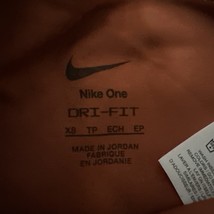 Nike One
DRI-FIT
XS TP ECH EP
MADE IN JORDAN
FABRIQUÉ
EN JORDANIE